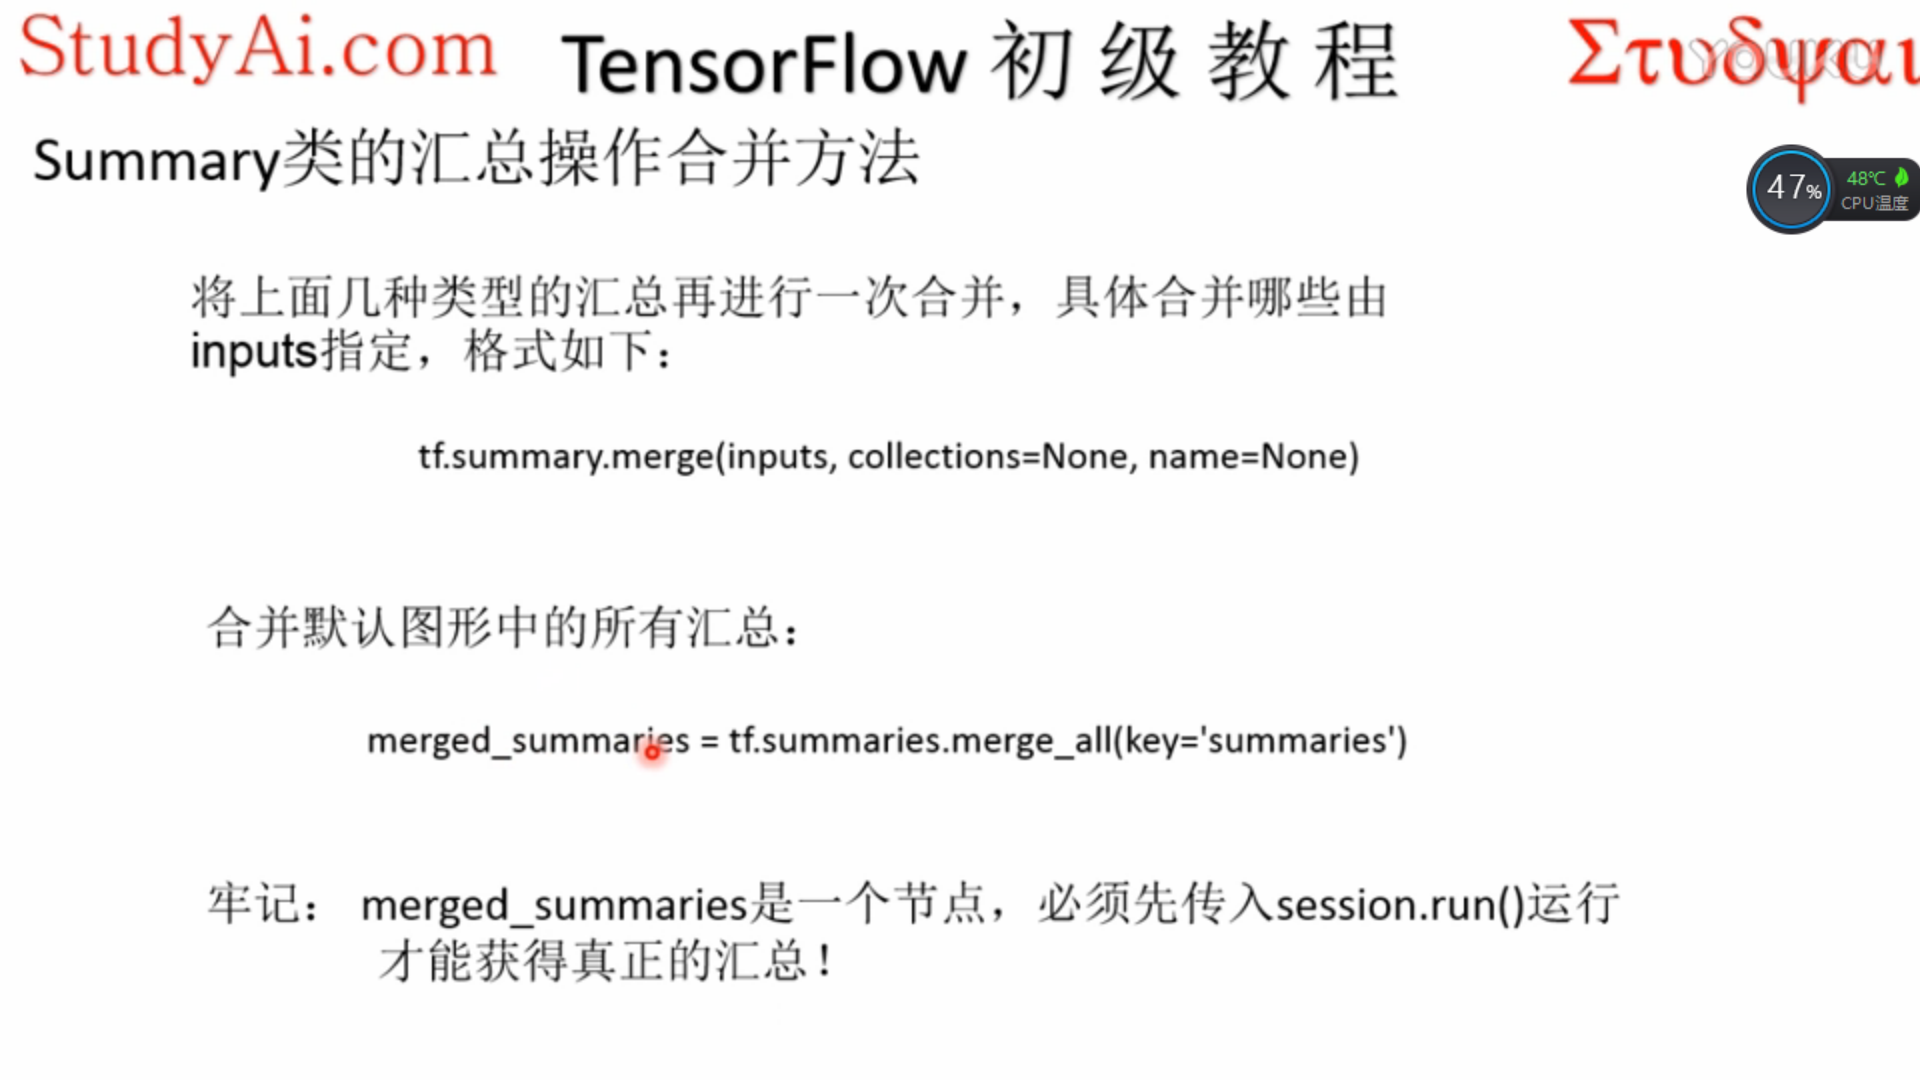 StudyAi.com
TensorFlow 初级教程
Στυδψαι
YOUKU
Summary类的汇总操作合并方法
47%
48℃
CPU温度
将上面几种类型的汇总再进行一次合并，具体合并哪些由
inputs指定，格式如下：
tf.summary.merge(inputs, collections=None, name=None)
合并默认图形中的所有汇总：
merged_summaries = tf.summaries.merge_all(key='summaries')
牢记： merged_summaries是一个节点，必须先传入session.run()运行
才能获得真正的汇总！